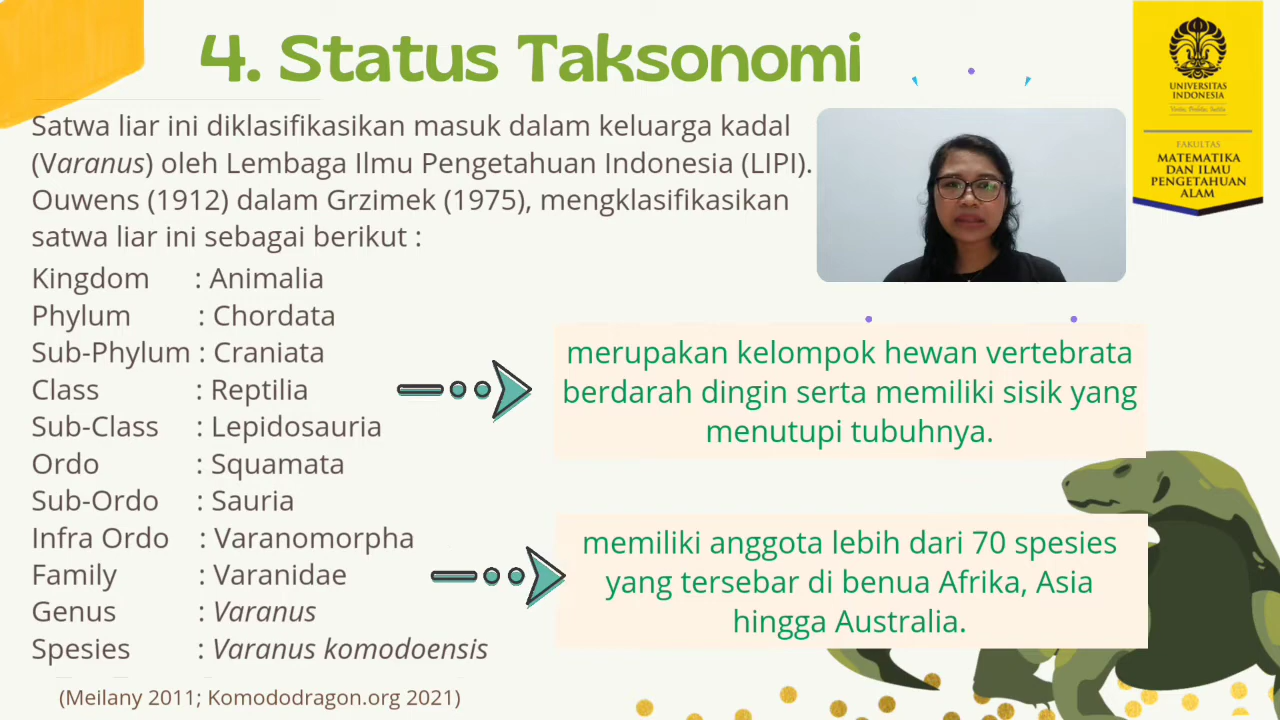 4. Status Taksonomi
Satwa liar ini diklasifikasikan masuk dalam keluarga kadal
(Varanus) oleh Lembaga Ilmu Pengetahuan Indonesia (LIPI).
Ouwens (1912) dalam Grzimek (1975), mengklasifikasikan
satwa liar ini sebagai berikut :
Kingdom : Animalia
Phylum : Chordata
Sub-Phylum : Craniata
Class : Reptilia
Sub-Class : Lepidosauria
Ordo : Squamata
Sub-Ordo : Sauria
Infra Ordo : Varanomorpha
Family : Varanidae
Genus : Varanus
Spesies : Varanus komodoensis
(Meilany 2011; Komododragon.org 2021)
merupakan kelompok hewan vertebrata
berdarah dingin serta memiliki sisik yang
menutupi tubuhnya.
memiliki anggota lebih dari 70 spesies
yang tersebar di benua Afrika, Asia
hingga Australia.
UNIVERSITAS
INDONESIA
FAKULTAS
MATEMATIKA
DAN ILMU
PENGETAHUAN
ALAM